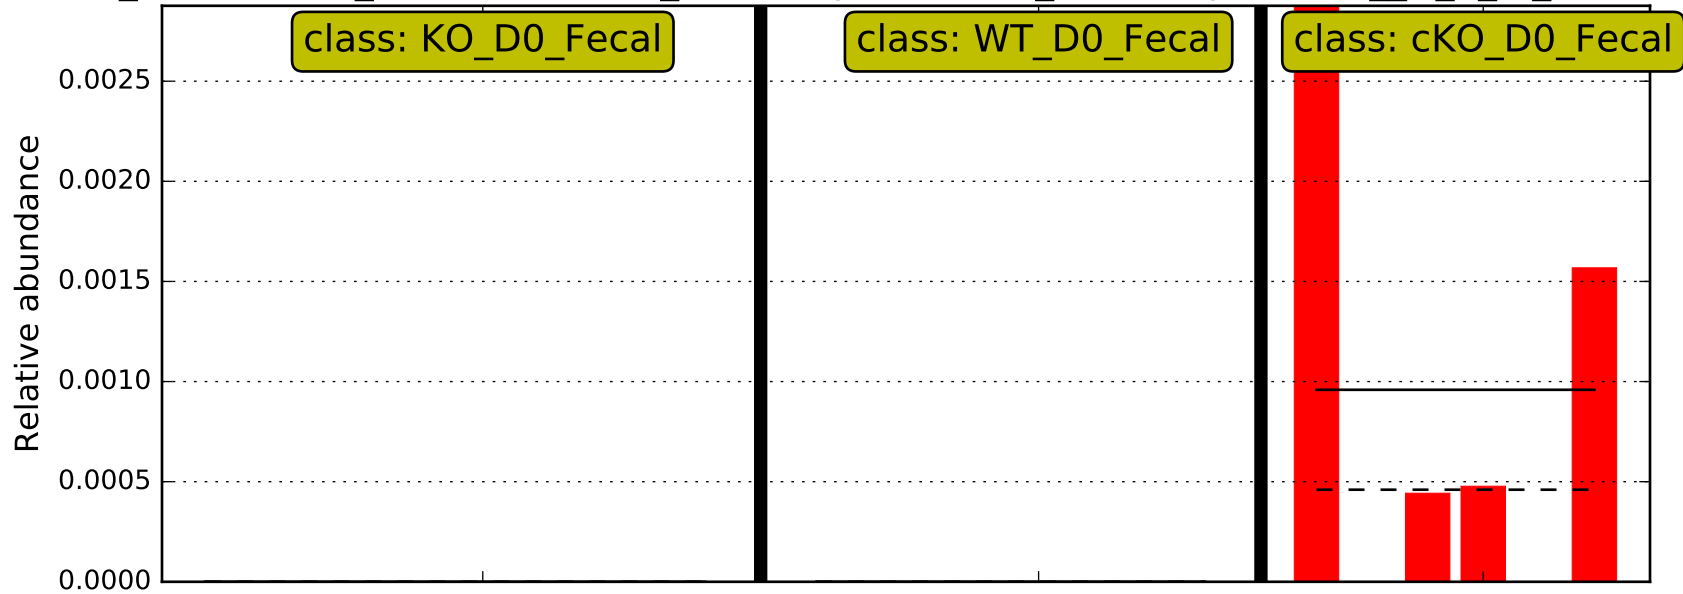 class: KO_D0_Fecal
class: WT_D0_Fecal
class: cKO_D0_Fecal
Relative abundance
0.0025
0.0020
0.0015
0.0010
0.0005
0.0000